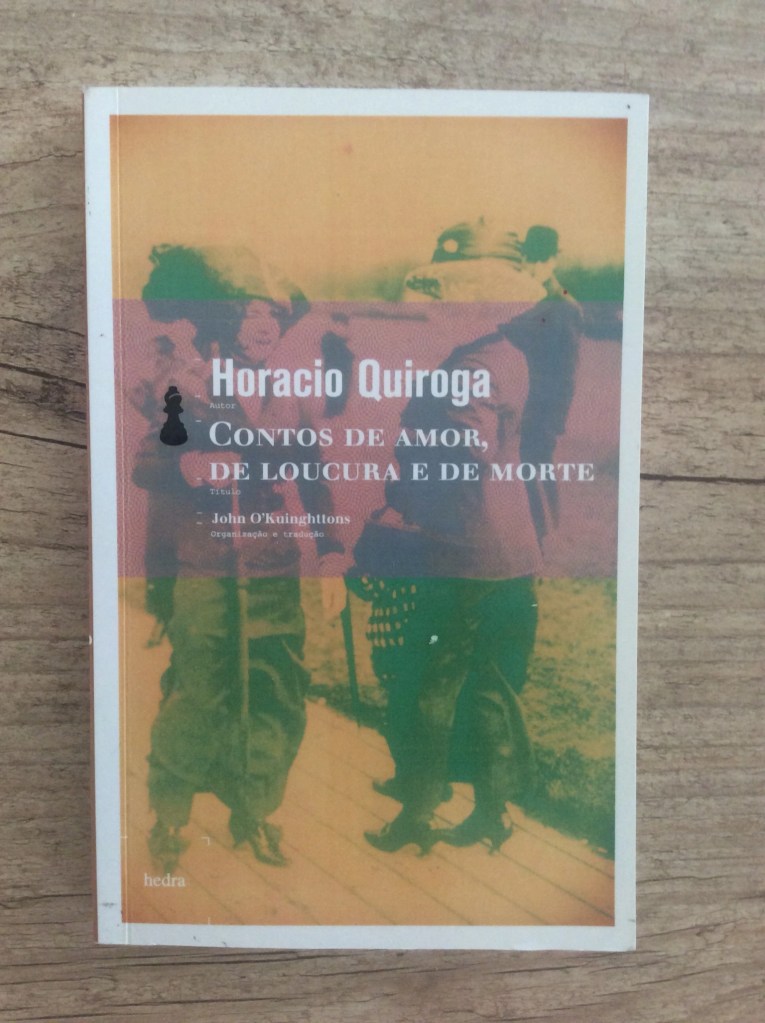 Horacio Quiroga
Autor
CONTOS DE AMOR,
DE LOUCURA E DE MORTE
Título
John O'Kuinghttons
Organização e tradução
hedra